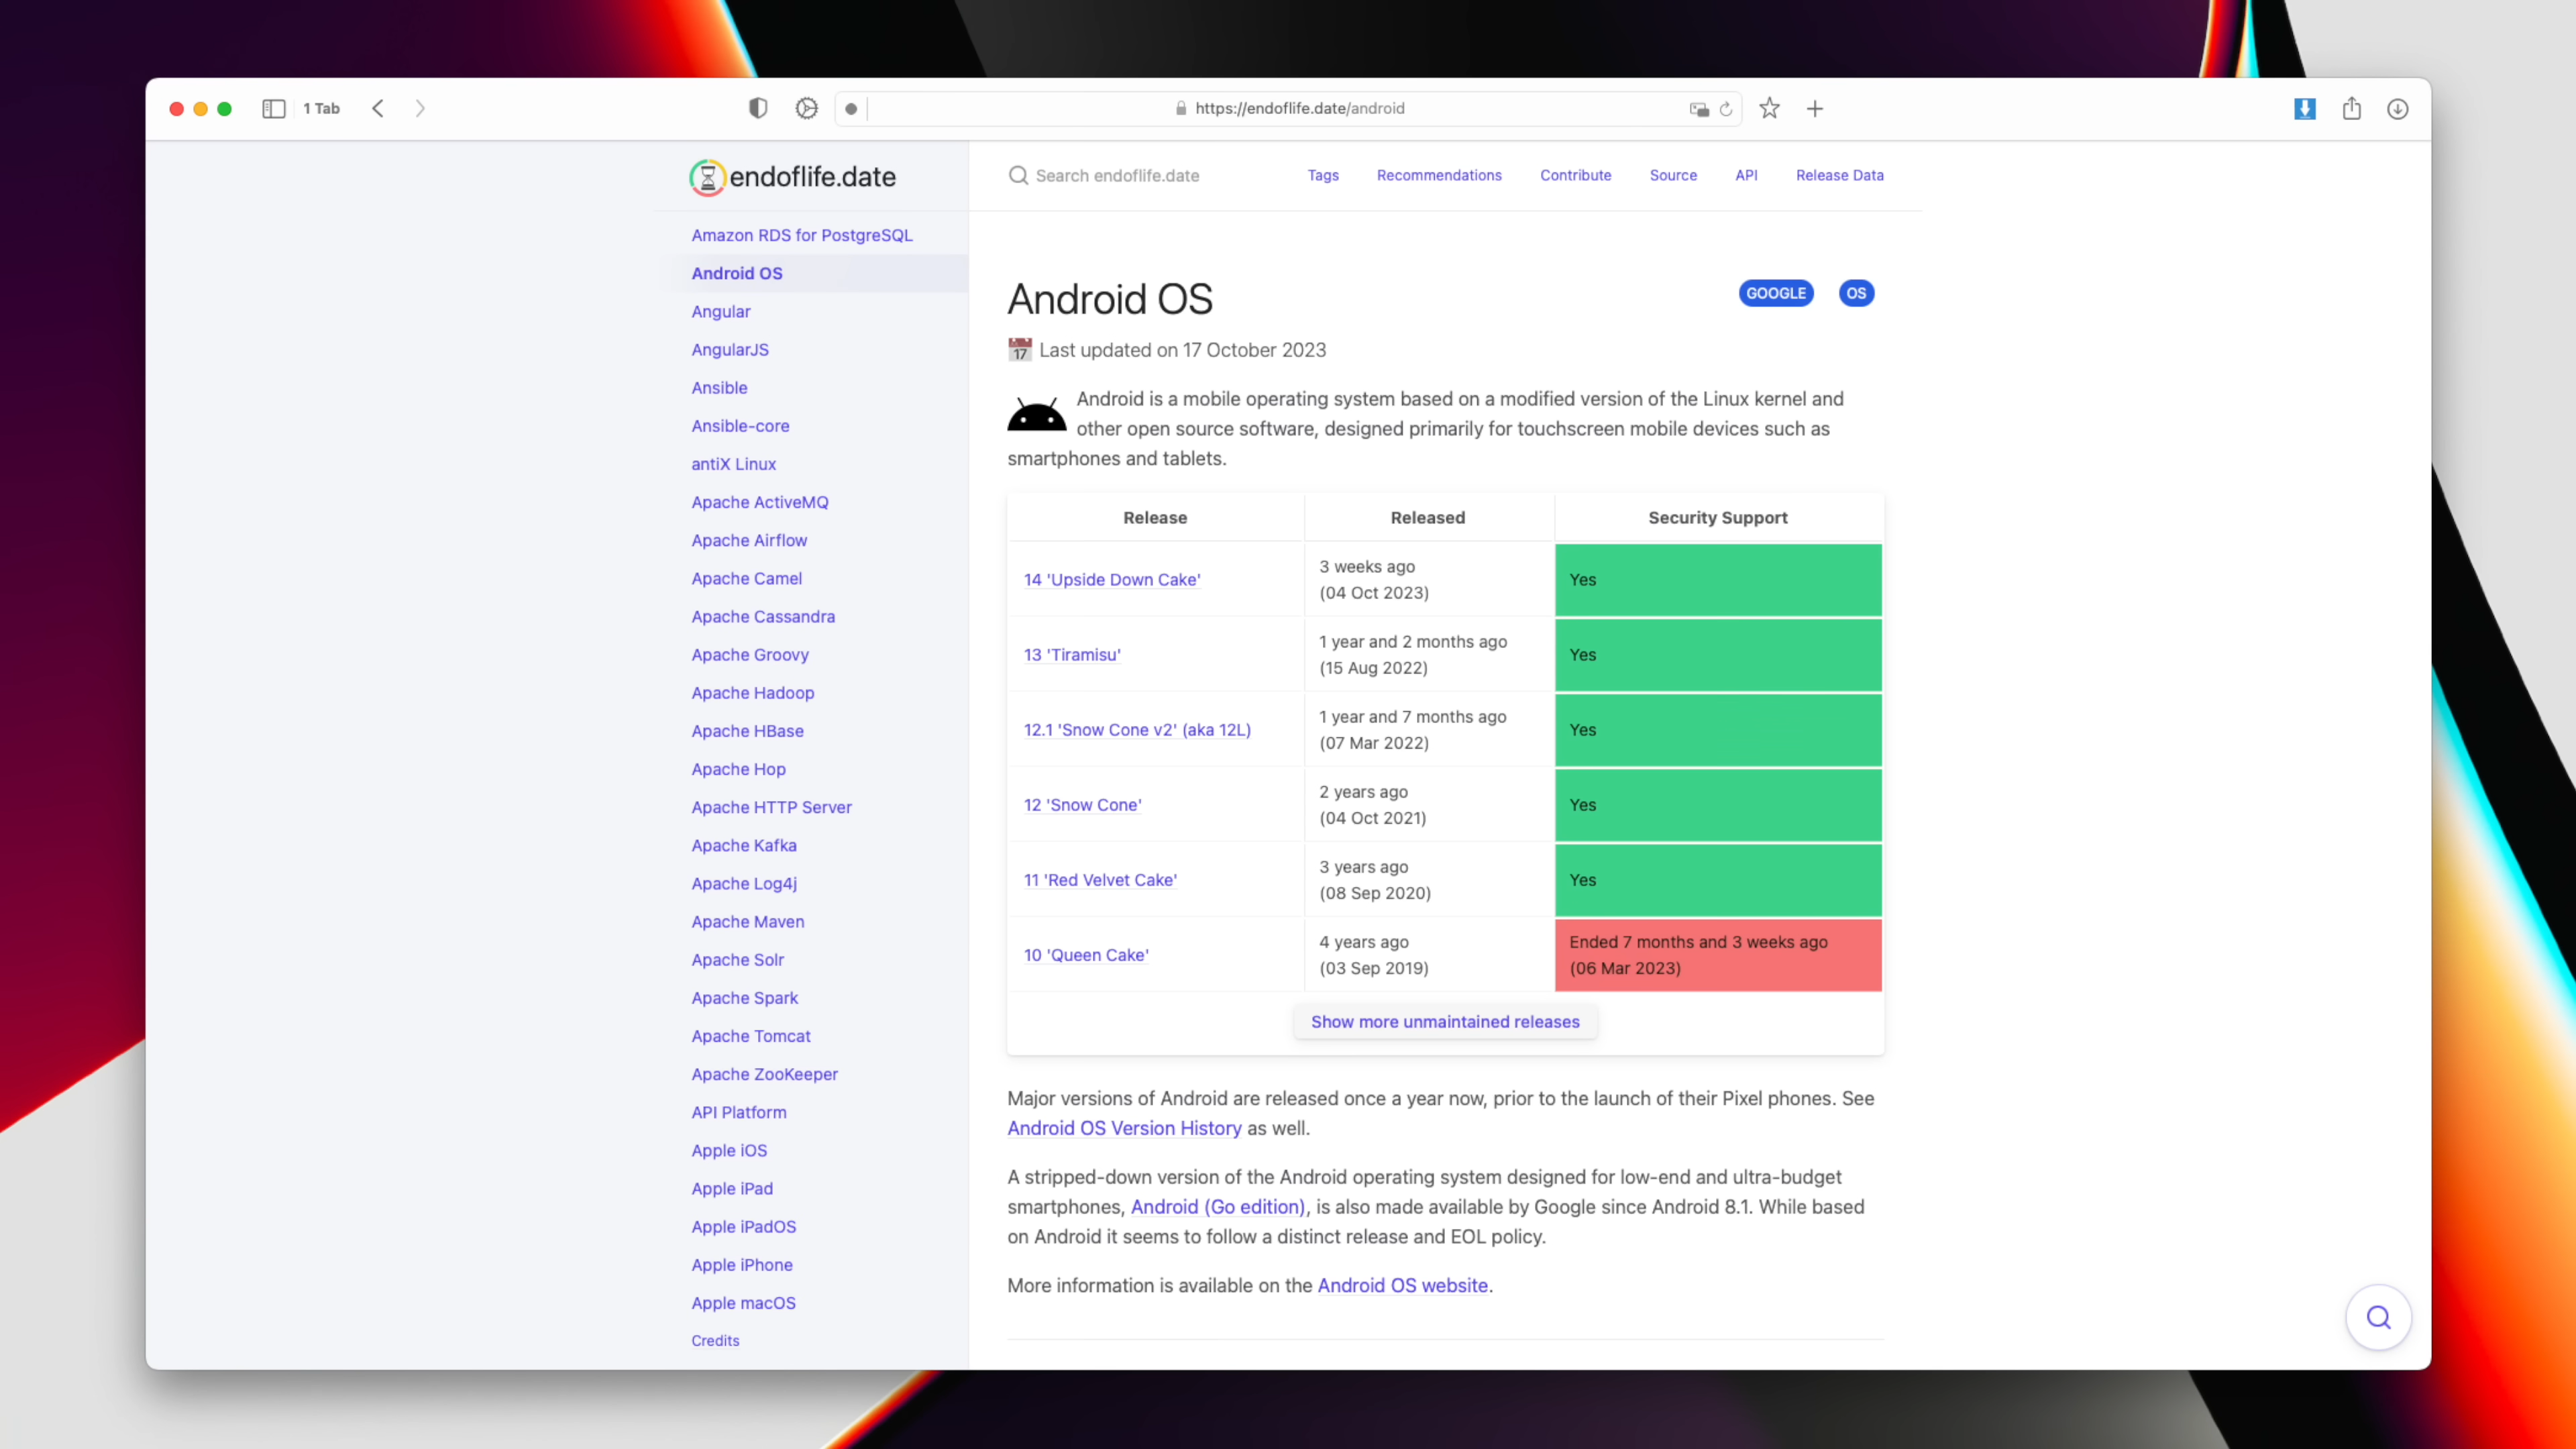 1 Tab
https://endoflife.date/android
endoflife.date
Search endoflife.date
Tags
Recommendations
Contribute
Source
API
Release Data
Amazon RDS for PostgreSQL
Android OS
Angular
AngularJS
Ansible
Ansible-core
antiX Linux
Apache ActiveMQ
Apache Airflow
Apache Camel
Apache Cassandra
Apache Groovy
Apache Hadoop
Apache HBase
Apache Hop
Apache HTTP Server
Apache Kafka
Apache Log4j
Apache Maven
Apache Solr
Apache Spark
Apache Tomcat
Apache ZooKeeper
API Platform
Apple iOS
Apple iPad
Apple iPadOS
Apple iPhone
Apple macOS
Credits
Android OS
GOOGLE
OS
17 Last updated on 17 October 2023
Android is a mobile operating system based on a modified version of the Linux kernel and
other open source software, designed primarily for touchscreen mobile devices such as
smartphones and tablets.
Release Released Security Support
14 'Upside Down Cake'
3 weeks ago
(04 Oct 2023)
Yes
13 'Tiramisu'
1 year and 2 months ago
(15 Aug 2022)
Yes
12.1 'Snow Cone v2' (aka 12L)
1 year and 7 months ago
(07 Mar 2022)
Yes
12 'Snow Cone'
2 years ago
(04 Oct 2021)
Yes
11 'Red Velvet Cake'
3 years ago
(08 Sep 2020)
Yes
10 'Queen Cake'
4 years ago
(03 Sep 2019)
Ended 7 months and 3 weeks ago
(06 Mar 2023)
Show more unmaintained releases
Major versions of Android are released once a year now, prior to the launch of their Pixel phones. See
Android OS Version History as well.
A stripped-down version of the Android operating system designed for low-end and ultra-budget
smartphones, Android (Go edition), is also made available by Google since Android 8.1. While based
on Android it seems to follow a distinct release and EOL policy.
More information is available on the Android OS website.